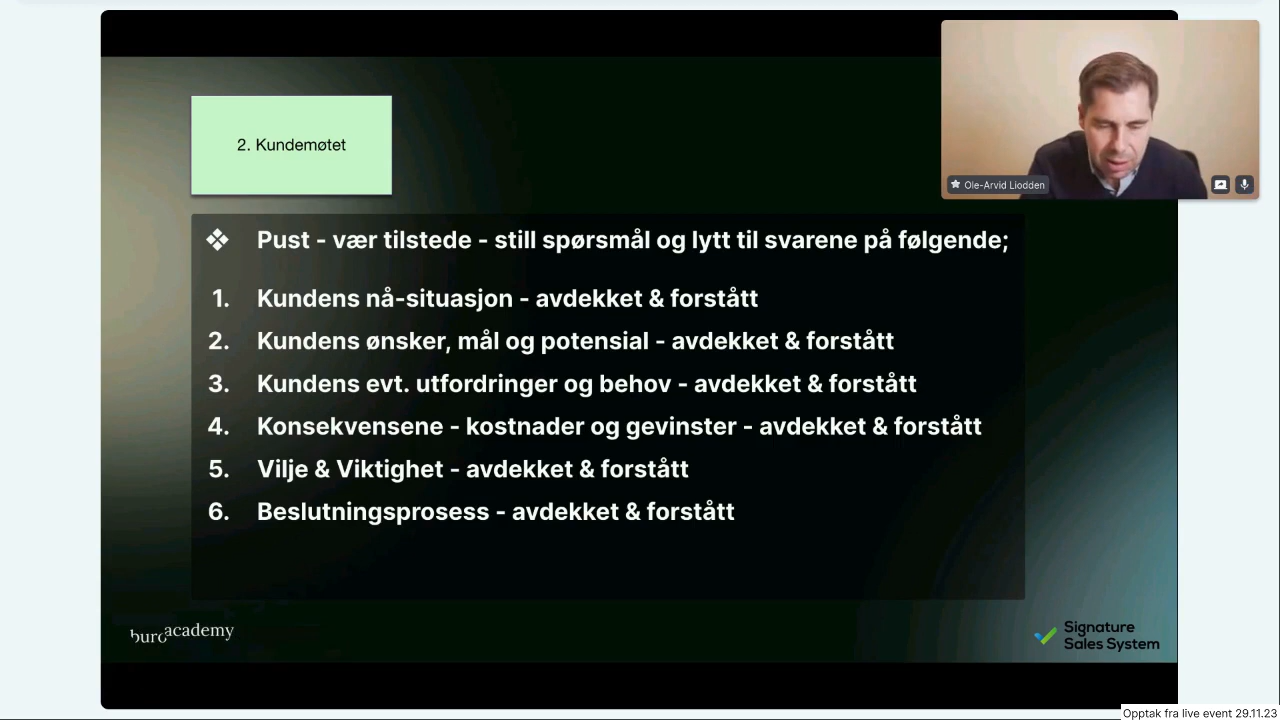 2. Kundemøtet
Ole-Arvid Liodden
❖ Pust - vær tilstede - still spørsmål og lytt til svarene på følgende;
1. Kundens nå-situasjon - avdekket & forstått
2. Kundens ønsker, mål og potensial - avdekket & forstått
3. Kundens evt. utfordringer og behov - avdekket & forstått
4. Konsekvensene - kostnader og gevinster - avdekket & forstått
5. Vilje & Viktighet - avdekket & forstått
6. Beslutningsprosess - avdekket & forstått
buro academy
Signature
Sales System
Opptak fra live event 29.11.23